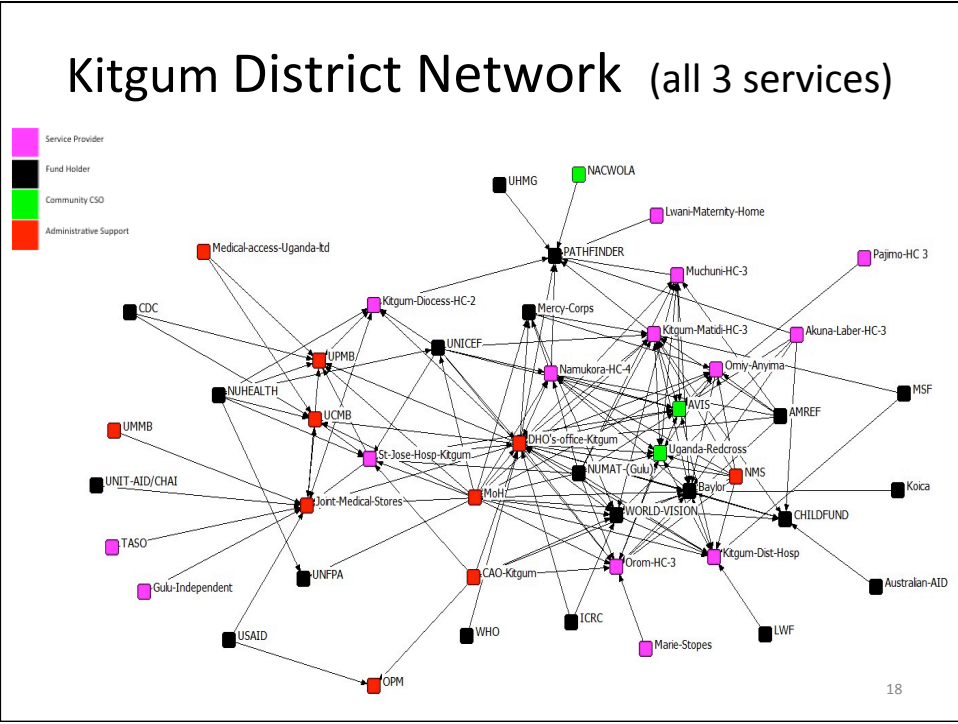 Kitgum District Network (all 3 services)
Service Provider
Fund Holder
Community CSO
Administrative Support
NACWOLA
UHMG
Lwani-Maternity-Home
Medical-access-Uganda-ltd
PATHFINDER
Pajimo-HC 3
Muchuni-HC-3
Kitgum-Diocess-HC-2
CDC
Mercy-Corps
Kitgum-Matidi-HC-3
Akuna-Laber-HC-3
UNICEF
UPMB
Namukora-HC-4
Omiy-Anyima
NUHEALTH
MSF
AVIS
AMREF
UCMB
UMMB
DHO's-office-Kitgum
St-Jose-Hosp-Kitgum
Uganda-Redcross
NUMAT-(Gulu)
NMS
UNIT-AID/CHAI
Baylor
Koica
MoH
Joint-Medical-Stores
WORLD-VISION
CHILDFUND
TASO
Kitgum-Dist-Hosp
Orom-HC-3
UNFPA
CAO-Kitgum
Gulu-Independent
Australian-AID
ICRC
USAID
WHO
LWF
Marie-Stopes
OPM
18